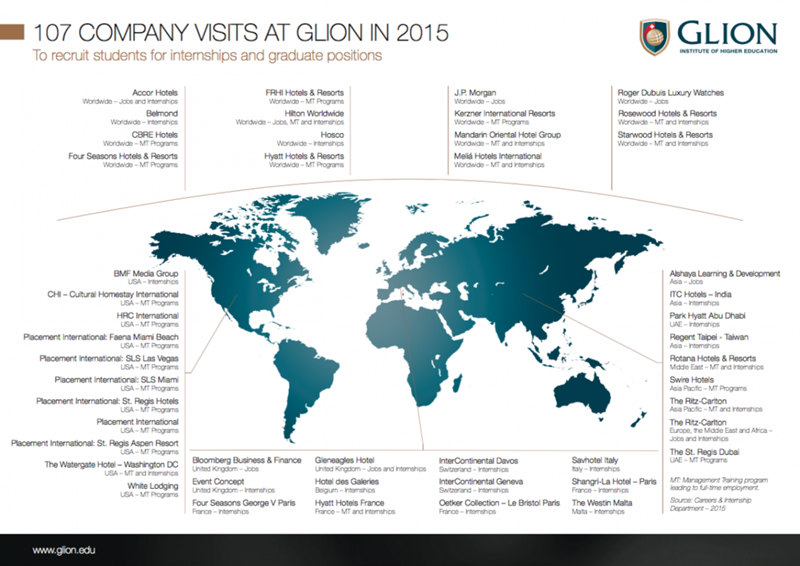 107 COMPANY VISITS AT GLION IN 2015
To recruit students for internships and graduate positions
GLION
INSTITUTE OF HIGHER EDUCATION
Accor Hotels
Worldwide – Jobs and Internships
Belmond
Worldwide – Internships
CBRE Hotels
Worldwide – MT Programs
Four Seasons Hotels & Resorts
Worldwide – MT Programs
FRHI Hotels & Resorts
Worldwide – MT Programs
Hilton Worldwide
Worldwide – Jobs, MT and Internships
Hosco
Worldwide – Internships
Hyatt Hotels & Resorts
Worldwide – MT Programs
J.P. Morgan
Worldwide – Jobs
Kerzner International Resorts
Worldwide – MT Programs
Mandarin Oriental Hotel Group
Worldwide – MT and Internships
Meliá Hotels International
Worldwide – MT and Internships
Roger Dubuis Luxury Watches
Worldwide – Jobs
Rosewood Hotels & Resorts
Worldwide – MT and Internships
Starwood Hotels & Resorts
Worldwide – MT and Internships
BMF Media Group
USA – Internships
CHI – Cultural Homestay International
USA – MT Programs
HRC International
USA – MT Programs
Placement International: Faena Miami Beach
USA – MT Programs
Placement International: SLS Las Vegas
USA – MT Programs
Placement International: SLS Miami
USA – MT Programs
Placement International: St. Regis Hotels
USA – MT Programs
Placement International
USA – MT Programs
Placement International: St. Regis Aspen Resort
USA – MT Programs
The Watergate Hotel – Washington DC
USA – MT and Internships
White Lodging
USA – MT Programs
Bloomberg Business & Finance
United Kingdom – Jobs
Event Concept
United Kingdom – Internships
Four Seasons George V Paris
France – Internships
Gleneagles Hotel
United Kingdom – Jobs and Internships
Hotel des Galeries
Belgium – Internships
Hyatt Hotels France
France – MT and Internships
InterContinental Davos
Switzerland – Internships
InterContinental Geneva
Switzerland – Internships
Oetker Collection – Le Bristol Paris
France – Internships
Savhotel Italy
Italy – Internships
Shangri-La Hotel – Paris
France – Internships
The Westin Malta
Malta – Internships
Alshaya Learning & Development
Asia – Jobs
ITC Hotels – India
Asia – Internships
Park Hyatt Abu Dhabi
UAE – Internships
Regent Taipei - Taiwan
Asia – Internships
Rotana Hotels & Resorts
Middle East – MT and Internships
Swire Hotels
Asia Pacific – MT Programs
The Ritz-Carlton
Asia Pacific – MT and Internships
The Ritz-Carlton
Europe, the Middle East and Africa –
Jobs and Internships
The St. Regis Dubai
UAE – MT Programs
MT: Management Training program
leading to full-time employment.
Source: Careers & Internship
Department – 2015
www.glion.edu